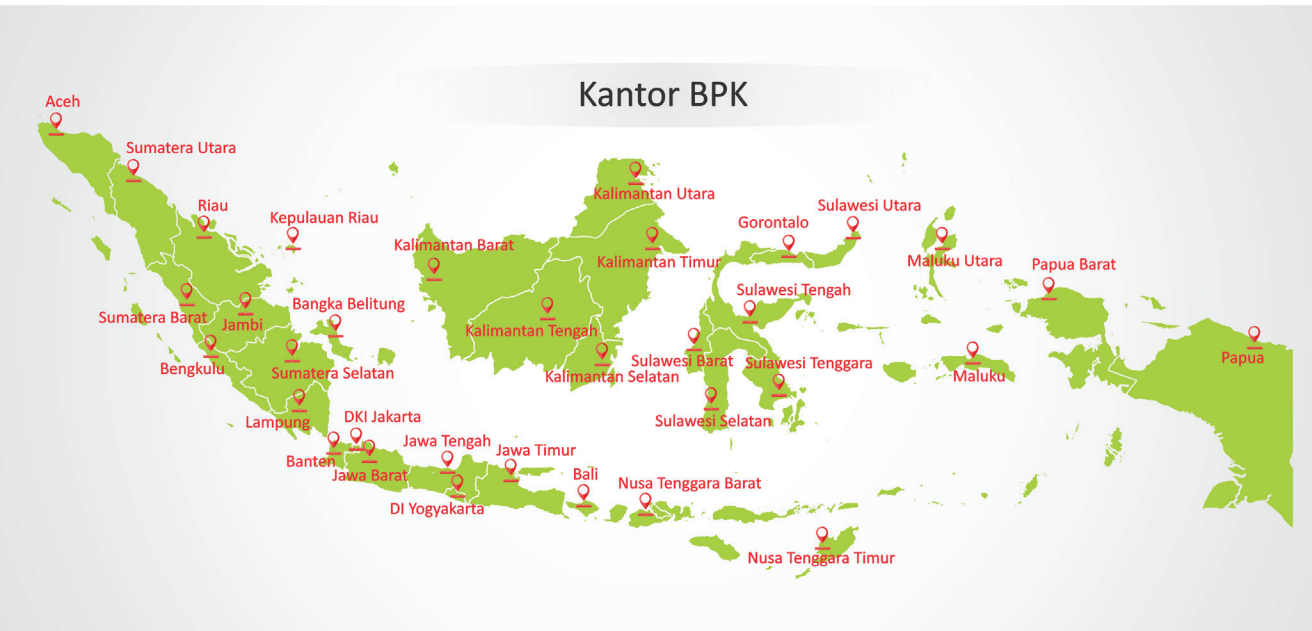 Kantor BPK
Aceh
Sumatera Utara
Riau
Kepulauan Riau
Sumatera Barat
Jambi
Bangka Belitung
Bengkulu
Sumatera Selatan
Lampung
DKI Jakarta
Banten
Jawa Barat
Jawa Tengah
DI Yogyakarta
Jawa Timur
Bali
Nusa Tenggara Barat
Nusa Tenggara Timur
Kalimantan Utara
Kalimantan Barat
Kalimantan Timur
Kalimantan Tengah
Kalimantan Selatan
Gorontalo
Sulawesi Utara
Sulawesi Tengah
Sulawesi Barat
Sulawesi Tenggara
Sulawesi Selatan
Maluku Utara
Maluku
Papua Barat
Papua